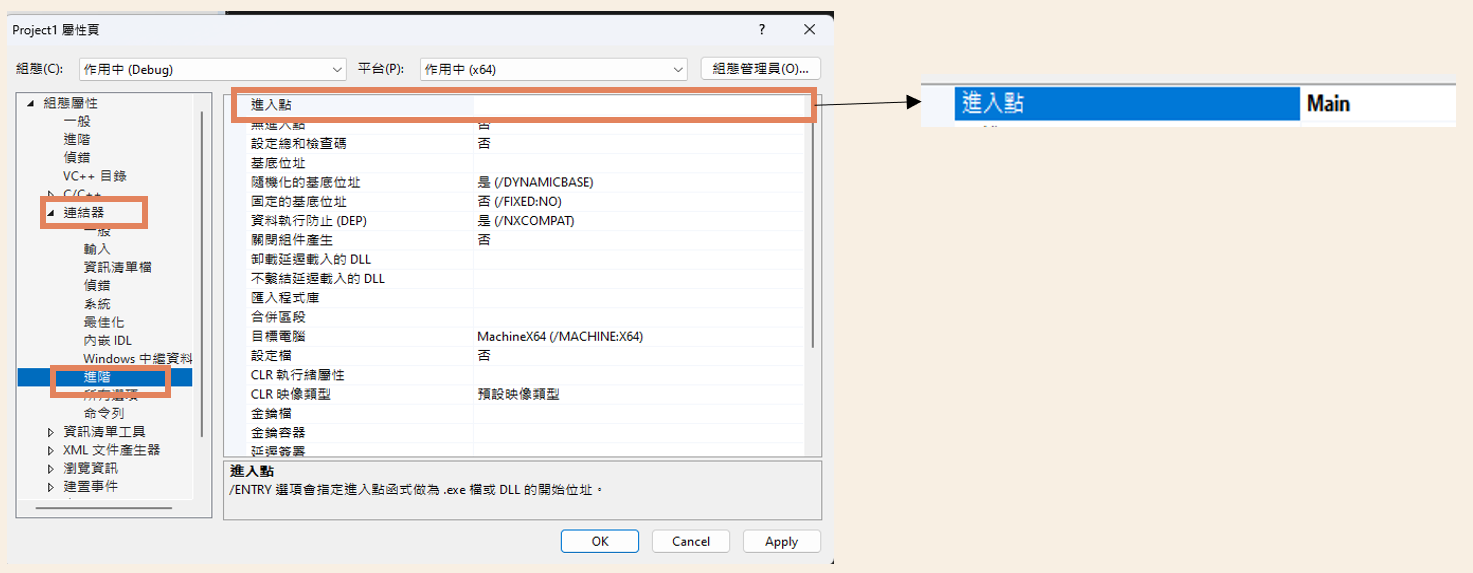 Project1 屬性頁
?
組態(C):
作用中 (Debug)
平台(P):
作用中 (x64)
組態管理員(O)...
組態屬性
一般
進階
偵錯
VC++ 目錄
C/C++
連結器
一般
輸入
資訊清單檔
偵錯
系統
最佳化
內嵌 IDL
Windows 中繼資料
進階
所有選項
命令列
資訊清單工具
XML 文件產生器
瀏覽資訊
建置事件
進入點
無進入點 否
設定總和檢查碼 否
基底位址
隨機化的基底位址 是 (/DYNAMICBASE)
固定的基底位址 否 (/FIXED:NO)
資料執行防止 (DEP) 是 (/NXCOMPAT)
關閉組件產生 否
卸載延遲載入的 DLL
不繫結延遲載入的 DLL
匯入程式庫
合併區段
目標電腦 MachineX64 (/MACHINE:X64)
設定檔 否
CLR 執行緒屬性
CLR 映像類型 預設映像類型
金鑰檔
金鑰容器
延遲簽署
進入點
/ENTRY 選項會指定進入點函式做為 .exe 檔或 DLL 的開始位址。
OK
Cancel
Apply
進入點 Main